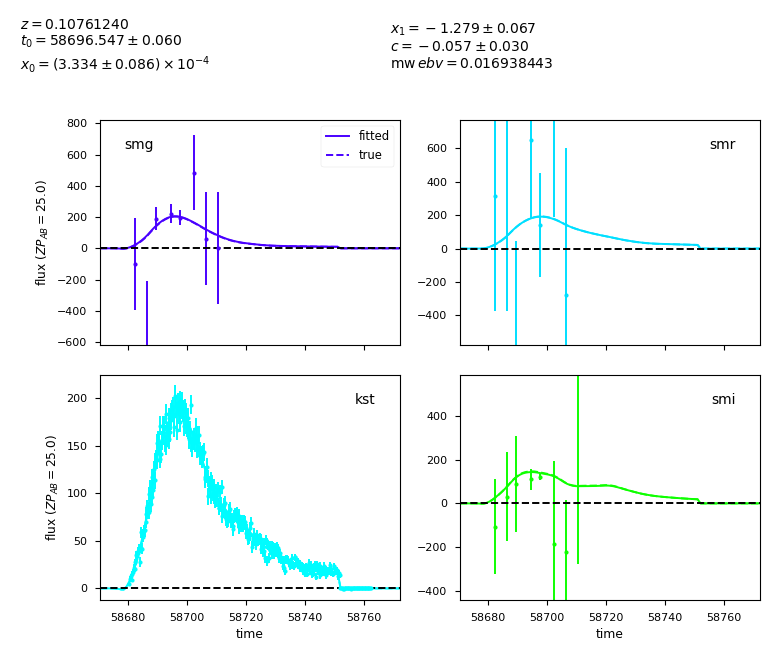 z = 0.10761240
t₀ = 58696.547 ± 0.060
x₀ = (3.334 ± 0.086) × 10⁻⁴
x₁ = −1.279 ± 0.067
c = −0.057 ± 0.030
mw ebv = 0.016938443
smg
fitted
true
800
600
400
200
0
−200
−400
−600
flux (ZP_AB = 25.0)
smr
600
400
200
0
−200
−400
kst
200
150
100
50
0
flux (ZP_AB = 25.0)
58680 58700 58720 58740 58760
time
smi
400
200
0
−200
−400
58680 58700 58720 58740 58760
time